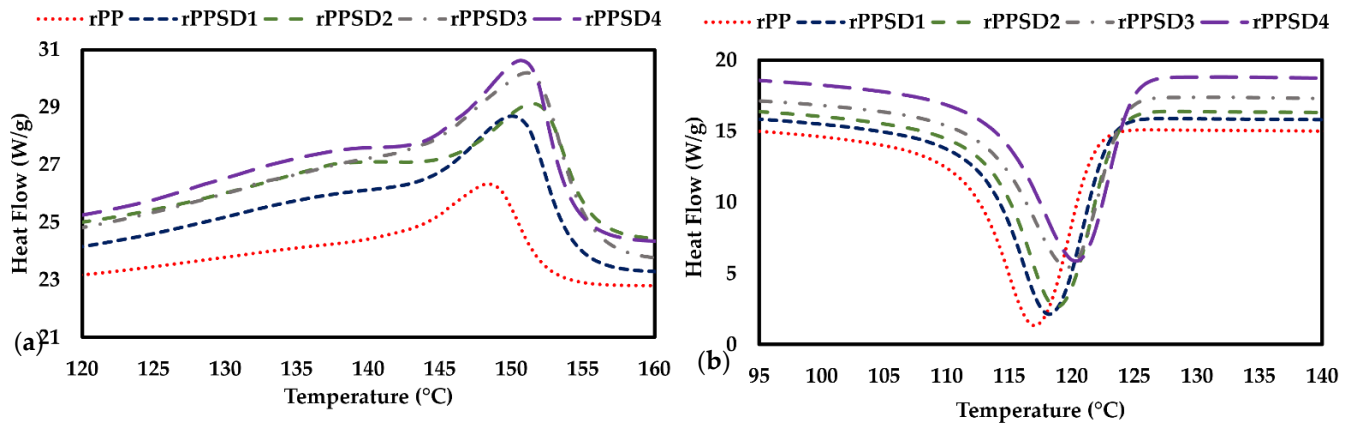 rPP rPPSD1 rPPSD2 rPPSD3 rPPSD4
31
29
27
25
23
21
Heat Flow (W/g)
(a)
120 125 130 135 140 145 150 155 160
Temperature (°C)
rPP rPPSD1 rPPSD2 rPPSD3 rPPSD4
20
15
10
5
0
Heat Flow (W/g)
(b)
95 100 105 110 115 120 125 130 135 140
Temperature (°C)